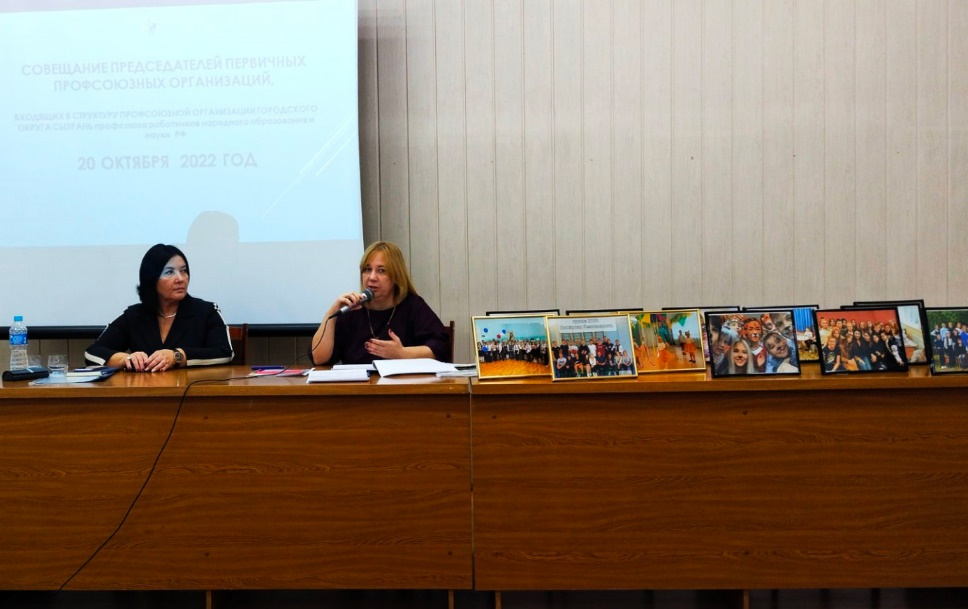 СОВЕЩАНИЕ ПРЕДСЕДАТЕЛЕЙ ПЕРВИЧНЫХ
ПРОФСОЮЗНЫХ ОРГАНИЗАЦИЙ,
ВХОДЯЩИХ В СТРУКТУРУ ПРОФСОЮЗНОЙ ОРГАНИЗАЦИИ ГОРОДСКОГО
ОКРУГА СЫЗРАНЬ профсоюза работников народного образования и
науки РФ
20 ОКТЯБРЯ 2022 ГОД